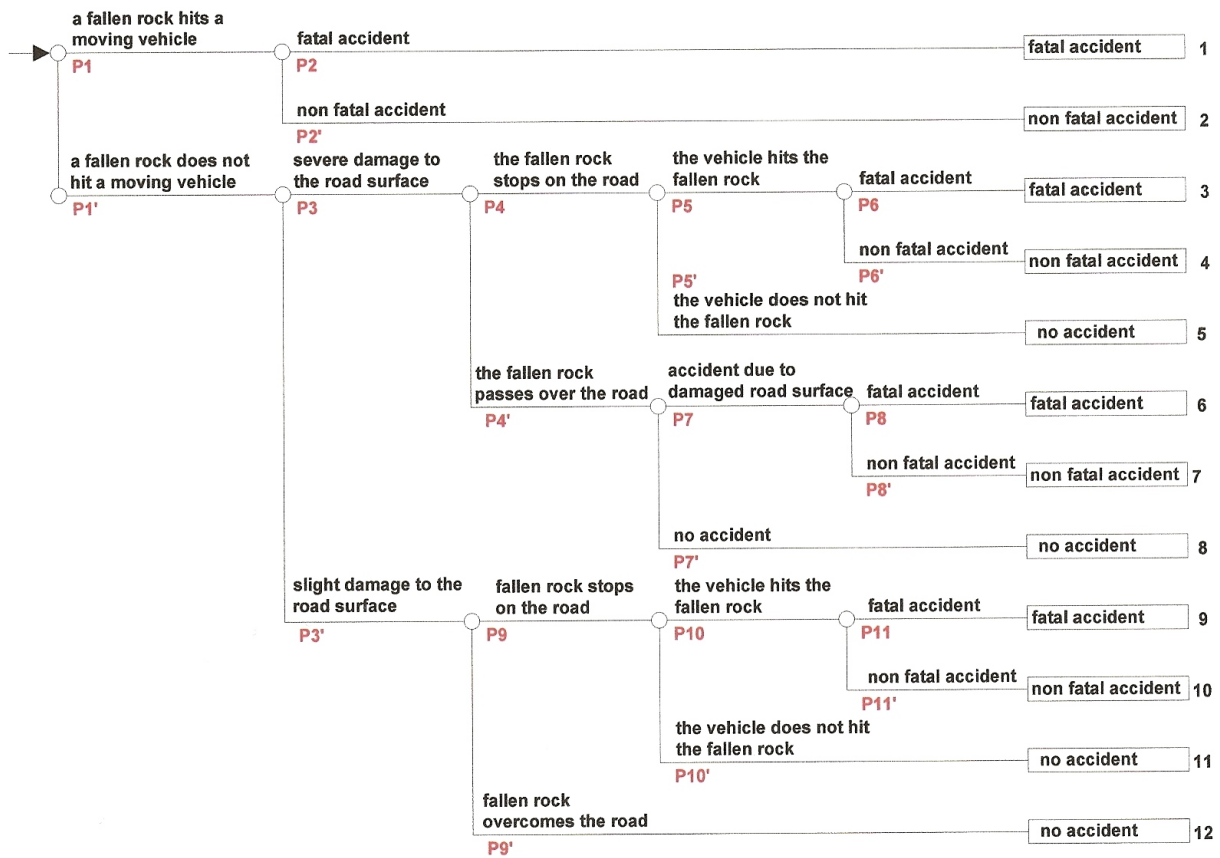 a fallen rock hits a
moving vehicle
P1
fatal accident
P2
fatal accident 1
non fatal accident
P2'
non fatal accident 2
a fallen rock does not
hit a moving vehicle
P1'
severe damage to
the road surface
P3
the fallen rock
stops on the road
P4
the vehicle hits the
fallen rock
P5
fatal accident
P6
fatal accident 3
non fatal accident
P6'
non fatal accident 4
P5'
the vehicle does not hit
the fallen rock
no accident 5
the fallen rock
passes over the road
P4'
accident due to
damaged road surface
P7
fatal accident
P8
fatal accident 6
non fatal accident
P8'
non fatal accident 7
no accident
P7'
no accident 8
slight damage to the
road surface
P3'
fallen rock stops
on the road
P9
the vehicle hits the
fallen rock
P10
fatal accident
P11
fatal accident 9
non fatal accident
P11'
non fatal accident 10
the vehicle does not hit
the fallen rock
P10'
no accident 11
fallen rock
overcomes the road
P9'
no accident 12